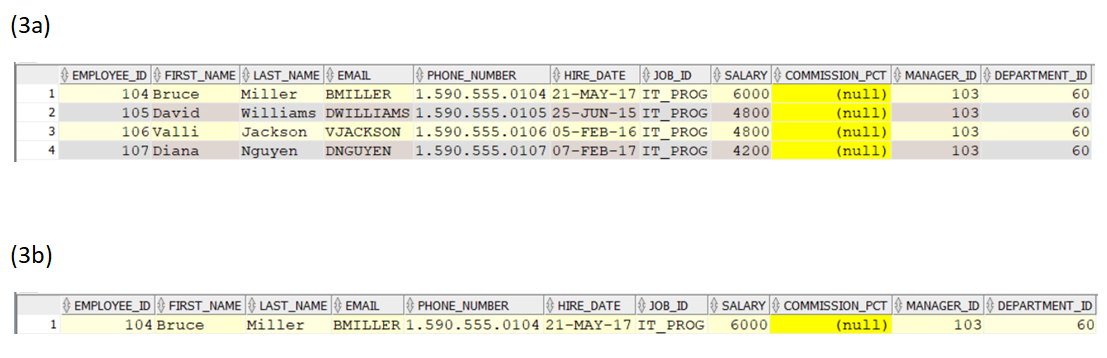 (3a)
EMPLOYEE_ID FIRST_NAME LAST_NAME EMAIL PHONE_NUMBER HIRE_DATE JOB_ID SALARY COMMISSION_PCT MANAGER_ID DEPARTMENT_ID
1 104 Bruce Miller BMILLER 1.590.555.0104 21-MAY-17 IT_PROG 6000 (null) 103 60
2 105 David Williams DWILLIAMS 1.590.555.0105 25-JUN-15 IT_PROG 4800 (null) 103 60
3 106 Valli Jackson VJACKSON 1.590.555.0106 05-FEB-16 IT_PROG 4800 (null) 103 60
4 107 Diana Nguyen DNGUYEN 1.590.555.0107 07-FEB-17 IT_PROG 4200 (null) 103 60
(3b)
EMPLOYEE_ID FIRST_NAME LAST_NAME EMAIL PHONE_NUMBER HIRE_DATE JOB_ID SALARY COMMISSION_PCT MANAGER_ID DEPARTMENT_ID
1 104 Bruce Miller BMILLER 1.590.555.0104 21-MAY-17 IT_PROG 6000 (null) 103 60